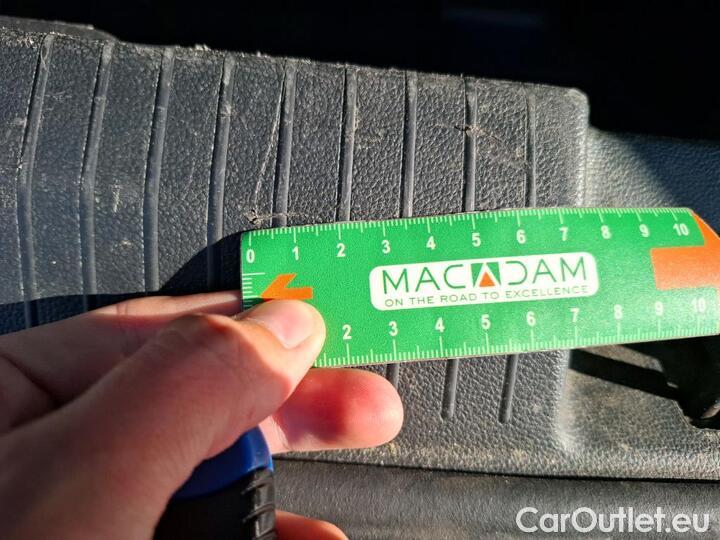 0 1 2 3 4 5 6 7 8 9 10
MACADAM
ON THE ROAD TO EXCELLENCE
2 3 4 5 6 7 8 9 10
CarOutlet.eu